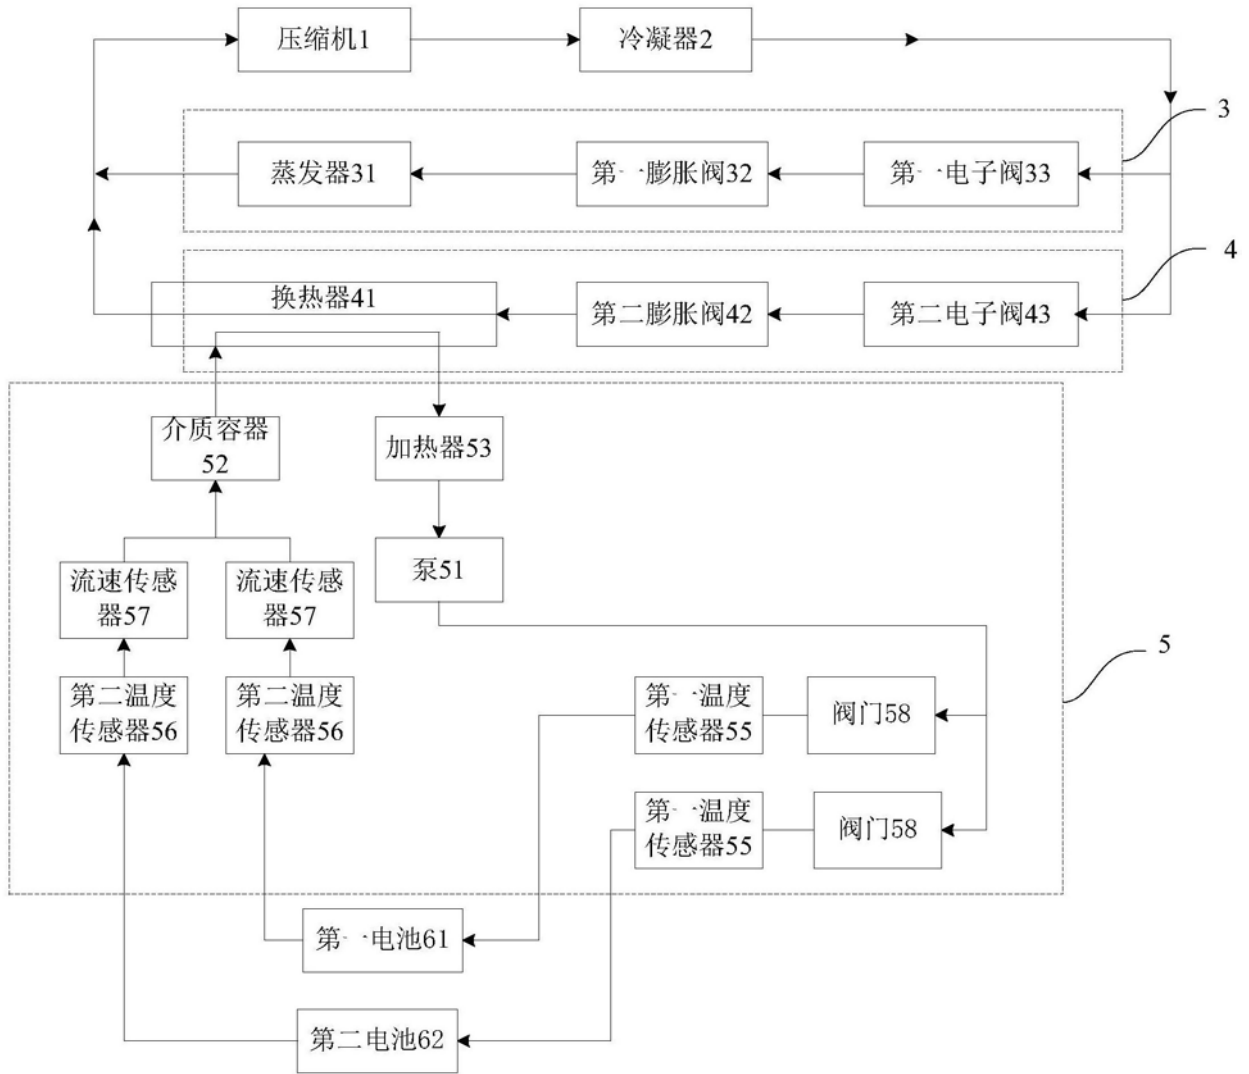 压缩机1
冷凝器2
3
蒸发器31
第一膨胀阀32
第一电子阀33
4
换热器41
第二膨胀阀42
第二电子阀43
介质容器
52
加热器53
泵51
流速传感
器57
流速传感
器57
5
第二温度
传感器56
第二温度
传感器56
第一温度
传感器55
阀门58
第一温度
传感器55
阀门58
第一电池61
第二电池62